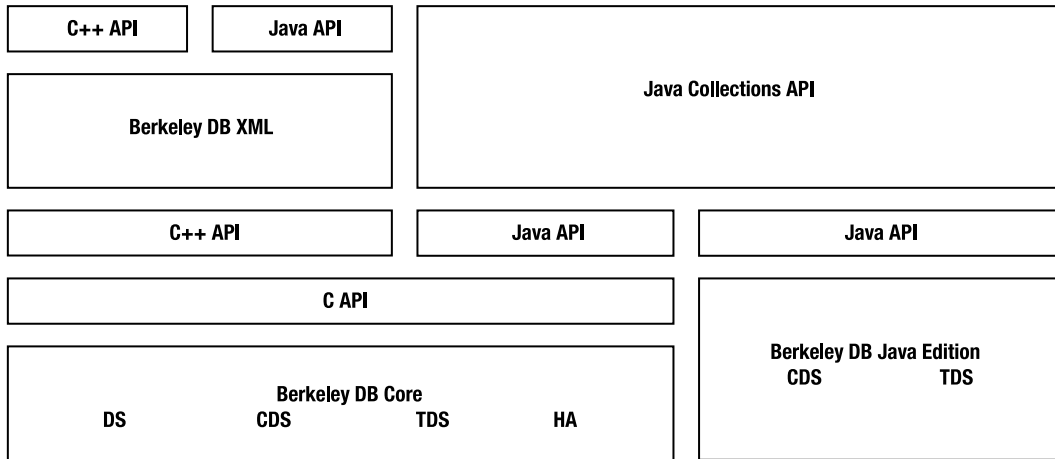 C++ API
Java API
Java Collections API
Berkeley DB XML
C++ API
Java API
Java API
C API
Berkeley DB Java Edition
CDS TDS
Berkeley DB Core
DS CDS TDS HA